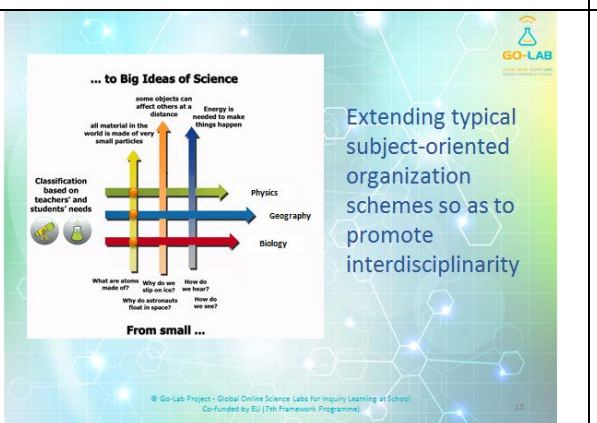 GO-LAB
... to Big Ideas of Science
some objects can
affect others at a
distance
Energy is
needed to make
things happen
all material in the
world is made of very
small particles
Classification
based on
teachers' and
students' needs
Physics
Geography
Biology
What are atoms
made of?
Why do we
slip on ice?
How do
we hear?
Why do astronauts
float in space?
How do
we see?
From small ...
Extending typical
subject-oriented
organization
schemes so as to
promote
interdisciplinarity
® Go-Lab Project - Global Online Science Labs for Inquiry Learning at School
Co-funded by EU (7th Framework Programme)
13